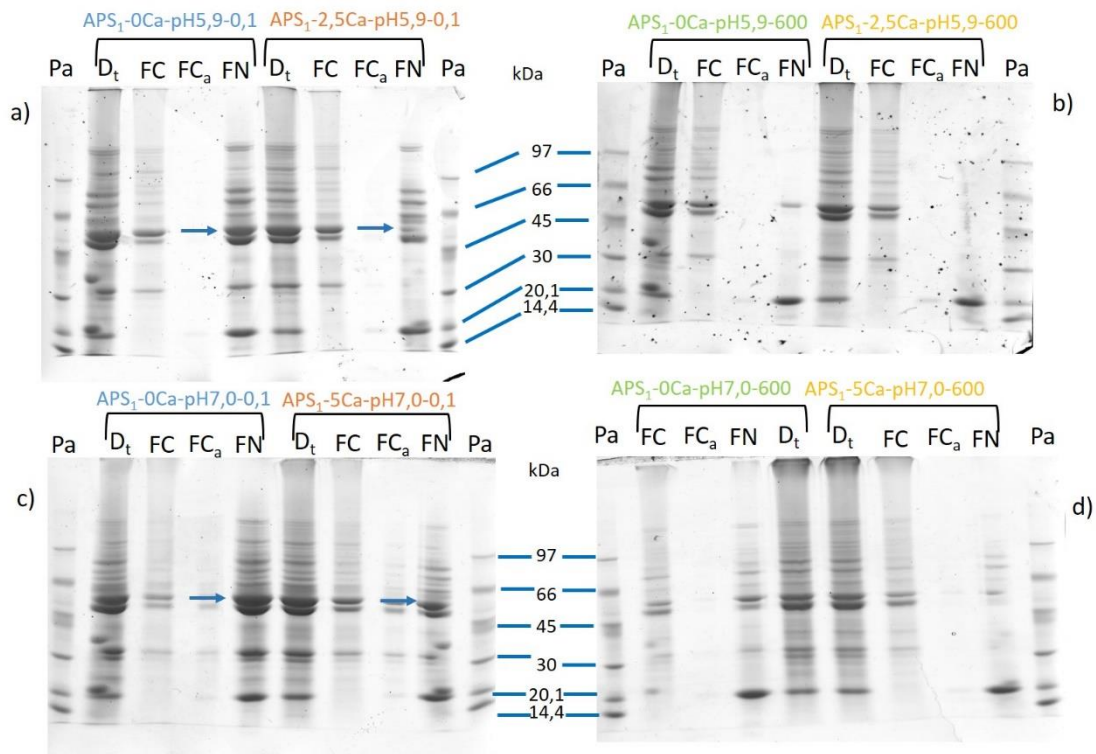 APS₁-0Ca-pH5,9-0,1 APS₁-2,5Ca-pH5,9-0,1
Pa Dₜ FC FCₐ FN Dₜ FC FCₐ FN Pa
a)
kDa
97
66
45
30
20,1
14,4
APS₁-0Ca-pH5,9-600 APS₁-2,5Ca-pH5,9-600
Pa Dₜ FC FCₐ FN Dₜ FC FCₐ FN Pa
b)
APS₁-0Ca-pH7,0-0,1 APS₁-5Ca-pH7,0-0,1
Pa Dₜ FC FCₐ FN Dₜ FC FCₐ FN Pa
c)
kDa
97
66
45
30
20,1
14,4
APS₁-0Ca-pH7,0-600 APS₁-5Ca-pH7,0-600
Pa FC FCₐ FN Dₜ Dₜ FC FCₐ FN Pa
d)